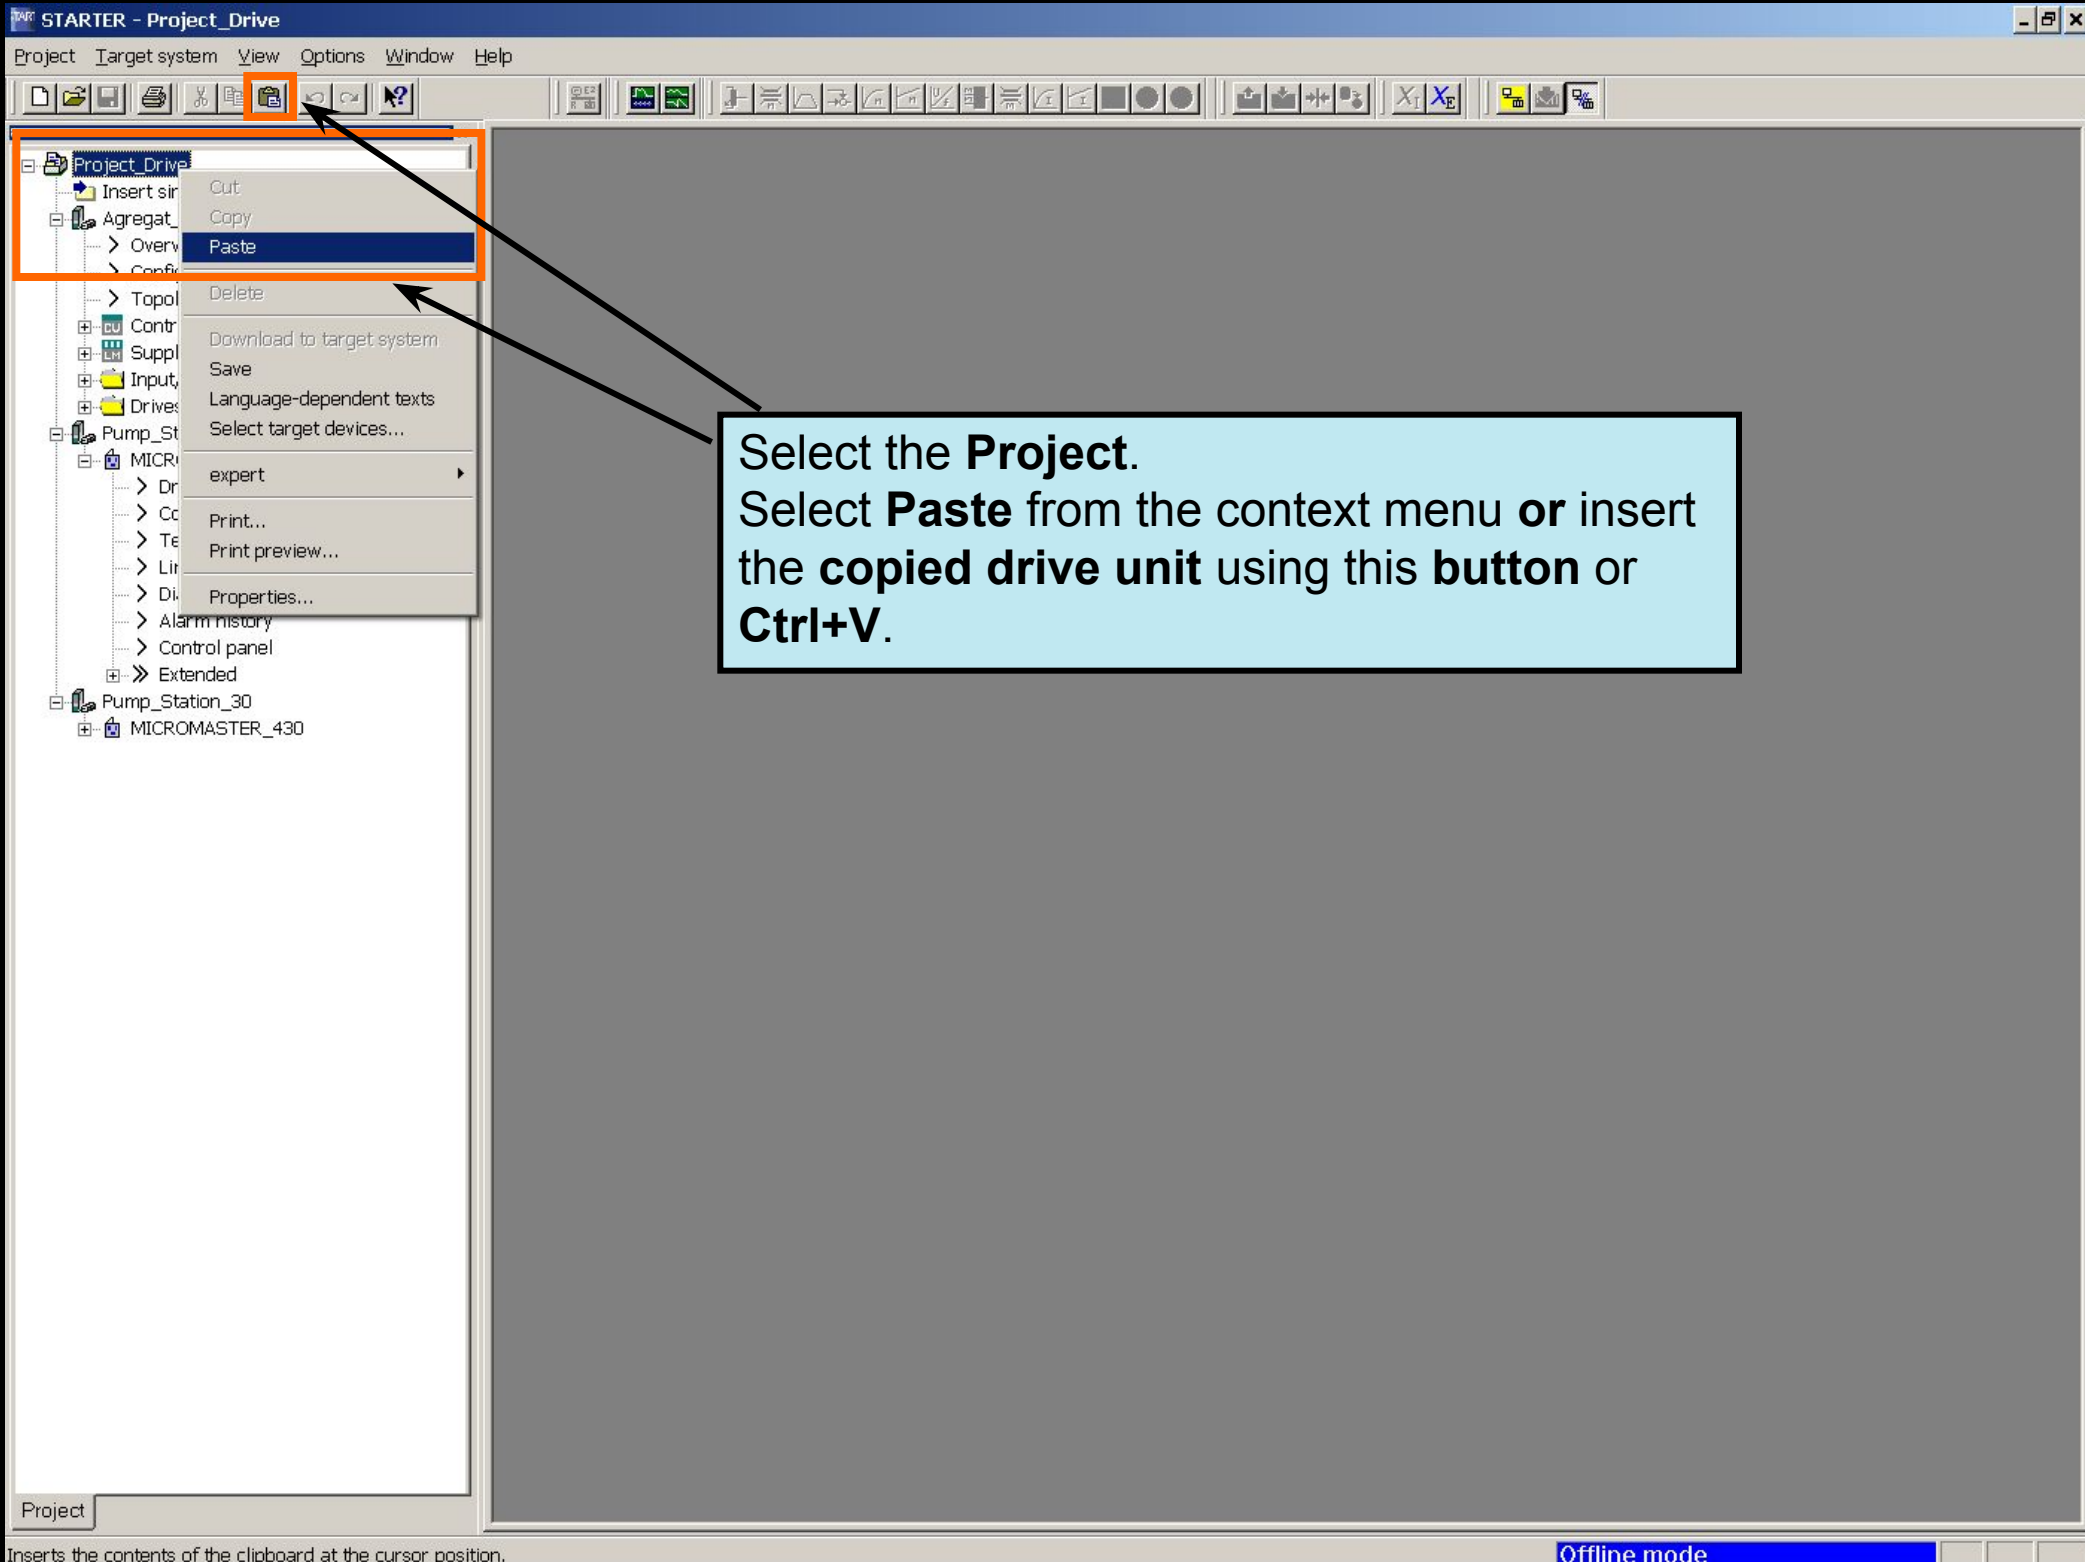 STARTER - Project_Drive
Project Target system View Options Window Help
Project_Drive
Insert sin
Agregat_
Overv
Config
Topol
Contr
Suppl
Input/
Drives
Pump_St
MICR
Dr
Co
Te
Lir
Di
Alarm history
Control panel
Extended
Pump_Station_30
MICROMASTER_430
Cut
Copy
Paste
Delete
Download to target system
Save
Language-dependent texts
Select target devices...
expert
Print...
Print preview...
Properties...
Select the Project.
Select Paste from the context menu or insert
the copied drive unit using this button or
Ctrl+V.
Project
Inserts the contents of the clipboard at the cursor position.
Offline mode